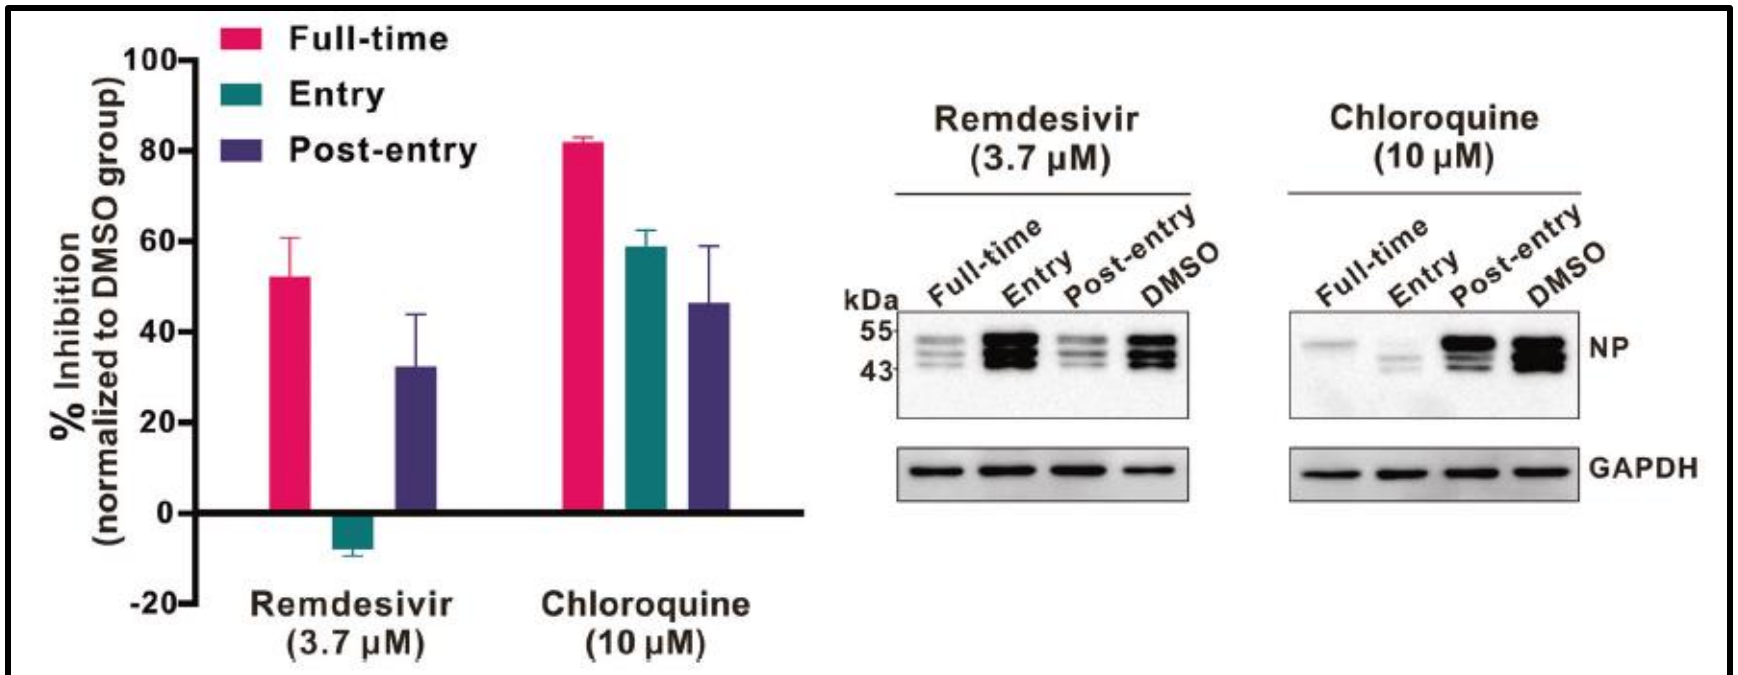 Full-time
Entry
Post-entry
100
80
60
40
20
0
-20
% Inhibition
(normalized to DMSO group)
Remdesivir
(3.7 µM)
Chloroquine
(10 µM)
Remdesivir
(3.7 µM)
Full-time
Entry
Post-entry
DMSO
kDa
55
43
Chloroquine
(10 µM)
Full-time
Entry
Post-entry
DMSO
NP
GAPDH